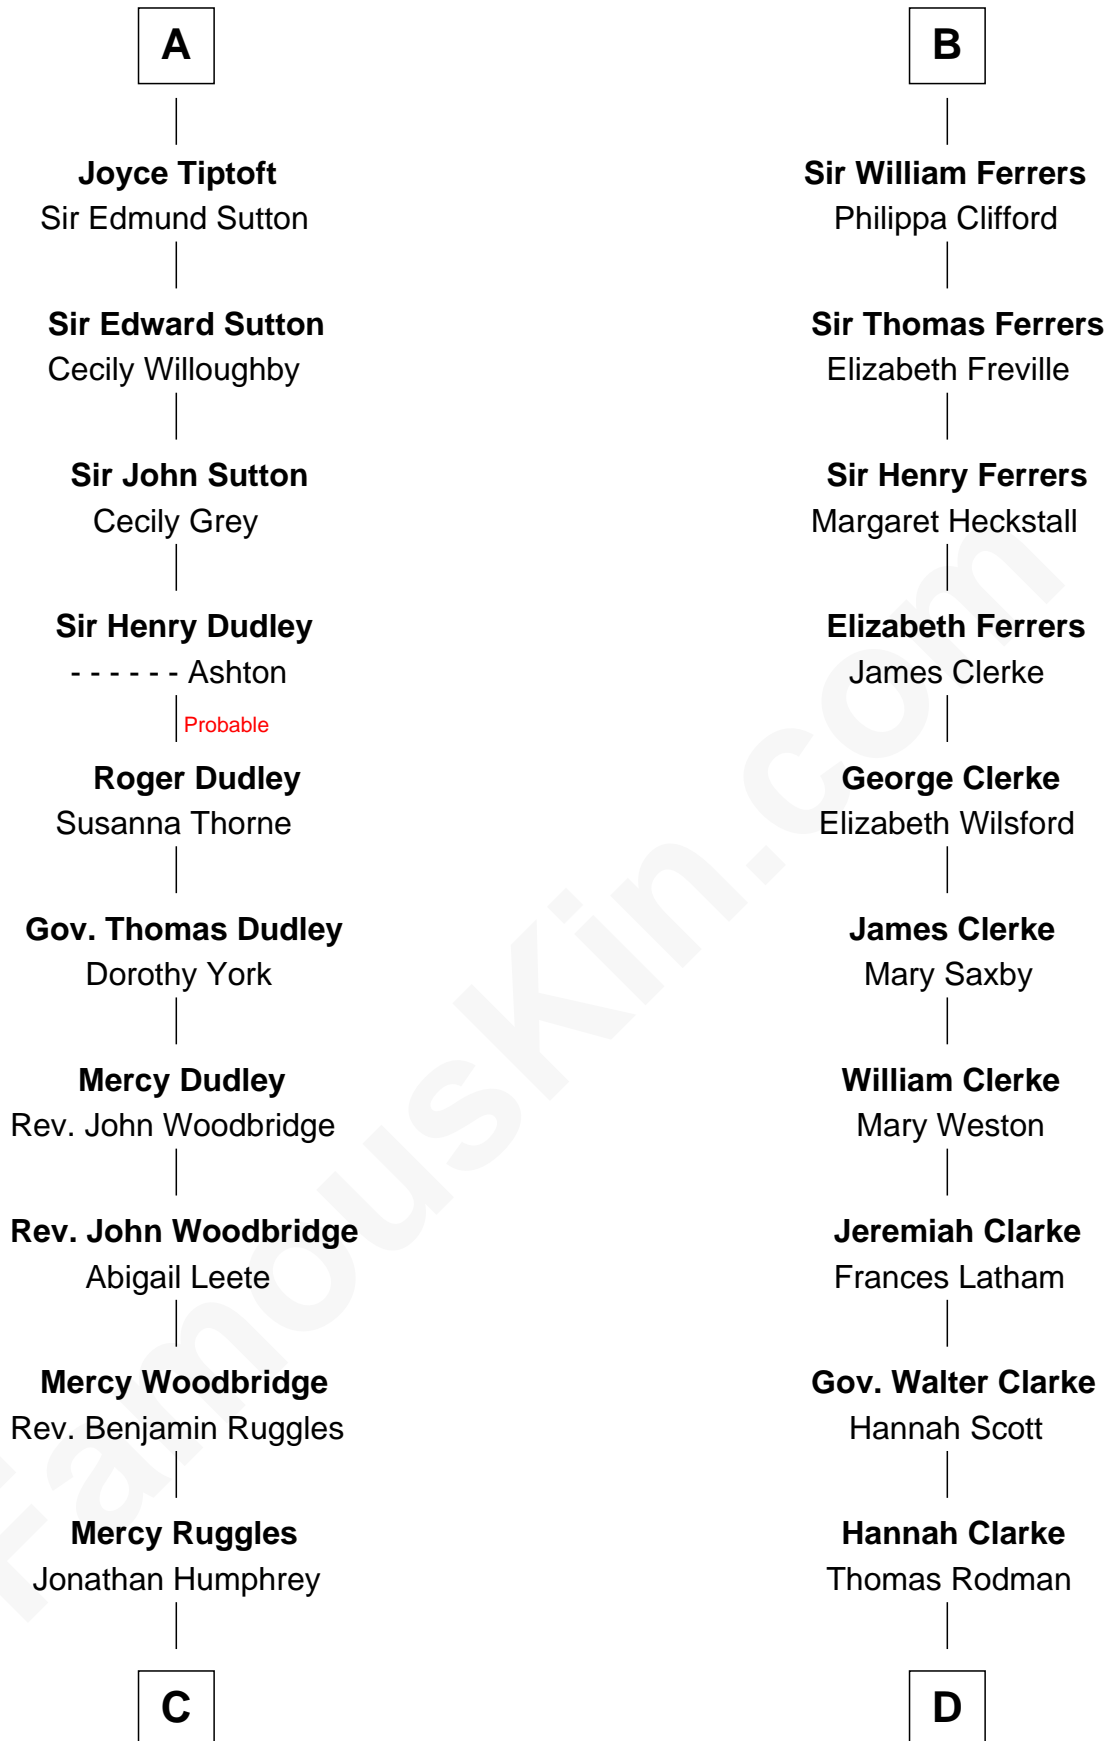 A
Joyce Tiptoft
Sir Edmund Sutton
Sir Edward Sutton
Cecily Willoughby
Sir John Sutton
Cecily Grey
Sir Henry Dudley
- - - - - - Ashton
Probable
Roger Dudley
Susanna Thorne
Gov. Thomas Dudley
Dorothy York
Mercy Dudley
Rev. John Woodbridge
Rev. John Woodbridge
Abigail Leete
Mercy Woodbridge
Rev. Benjamin Ruggles
Mercy Ruggles
Jonathan Humphrey
C
B
Sir William Ferrers
Philippa Clifford
Sir Thomas Ferrers
Elizabeth Freville
Sir Henry Ferrers
Margaret Heckstall
Elizabeth Ferrers
James Clerke
George Clerke
Elizabeth Wilsford
James Clerke
Mary Saxby
William Clerke
Mary Weston
Jeremiah Clarke
Frances Latham
Gov. Walter Clarke
Hannah Scott
Hannah Clarke
Thomas Rodman
D
FamousKin.com